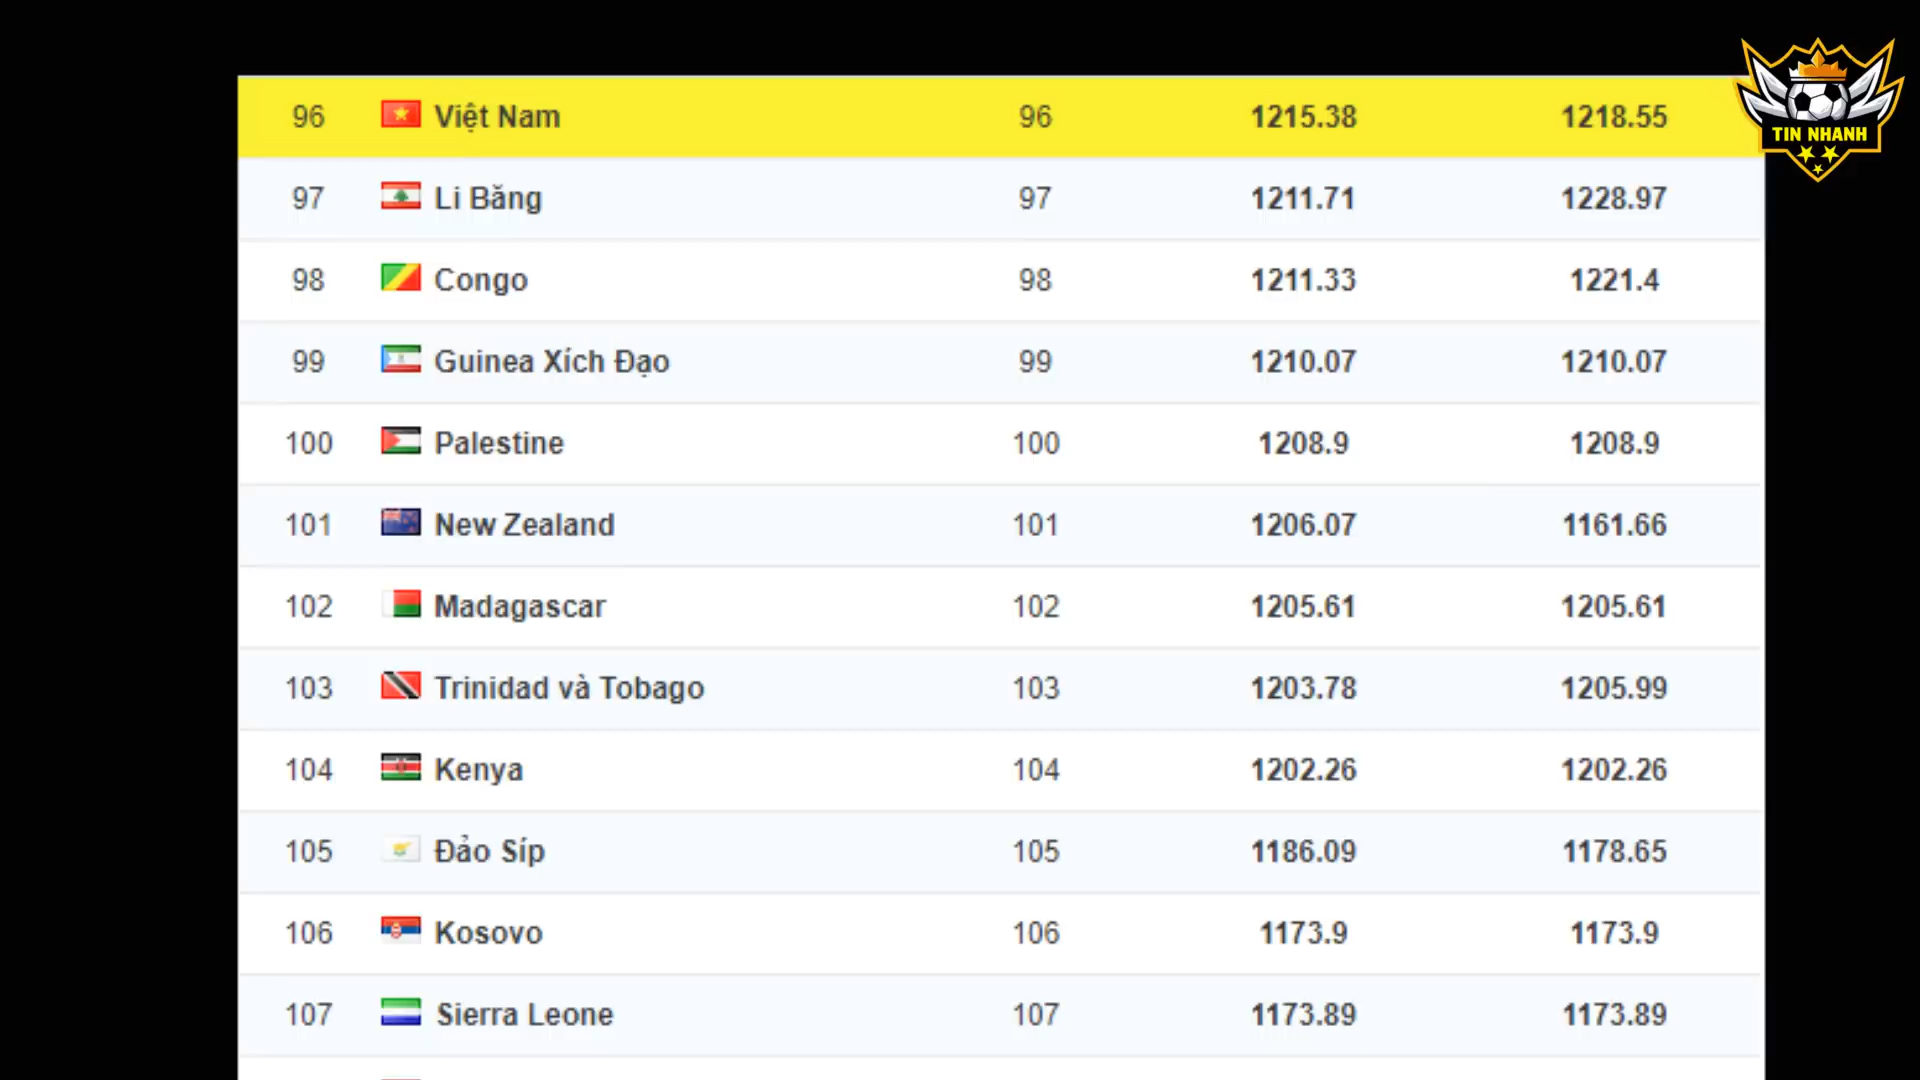 96 Việt Nam 96 1215.38 1218.55
TIN NHANH
97 Li Băng 97 1211.71 1228.97
98 Congo 98 1211.33 1221.4
99 Guinea Xích Đạo 99 1210.07 1210.07
100 Palestine 100 1208.9 1208.9
101 New Zealand 101 1206.07 1161.66
102 Madagascar 102 1205.61 1205.61
103 Trinidad và Tobago 103 1203.78 1205.99
104 Kenya 104 1202.26 1202.26
105 Đảo Síp 105 1186.09 1178.65
106 Kosovo 106 1173.9 1173.9
107 Sierra Leone 107 1173.89 1173.89